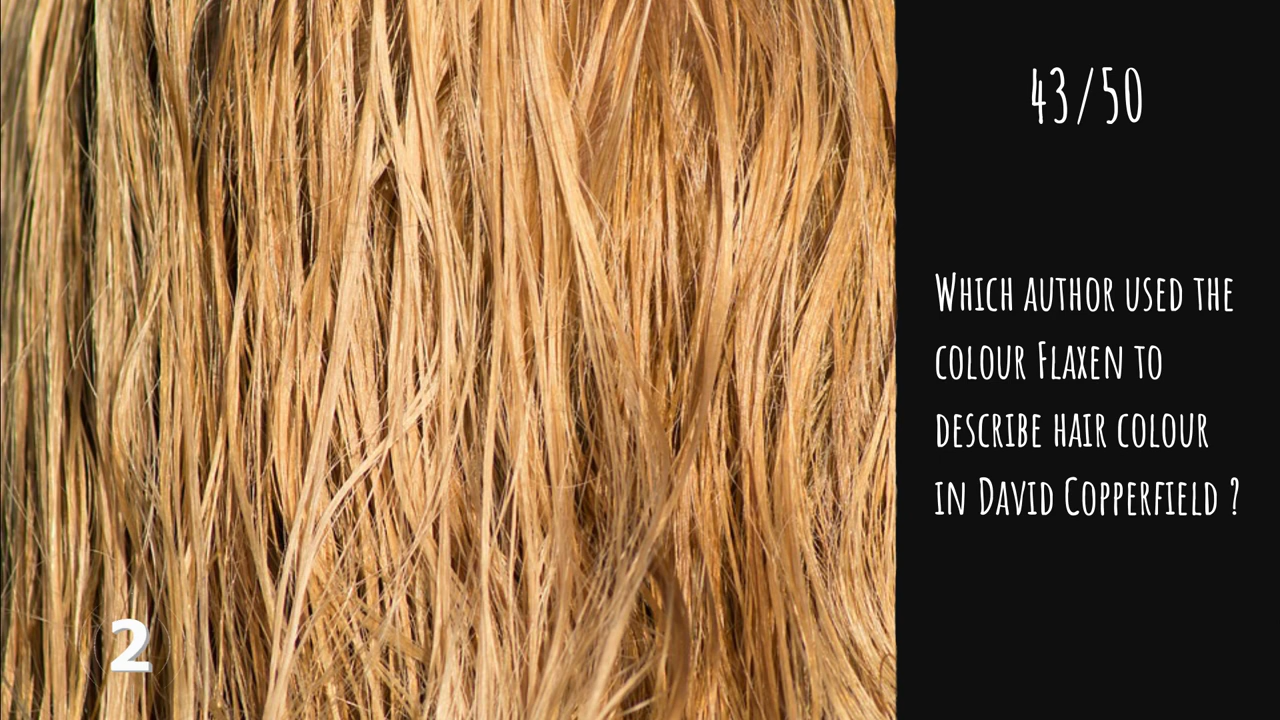 43/50
Which author used the
colour Flaxen to
describe hair colour
in David Copperfield ?
2